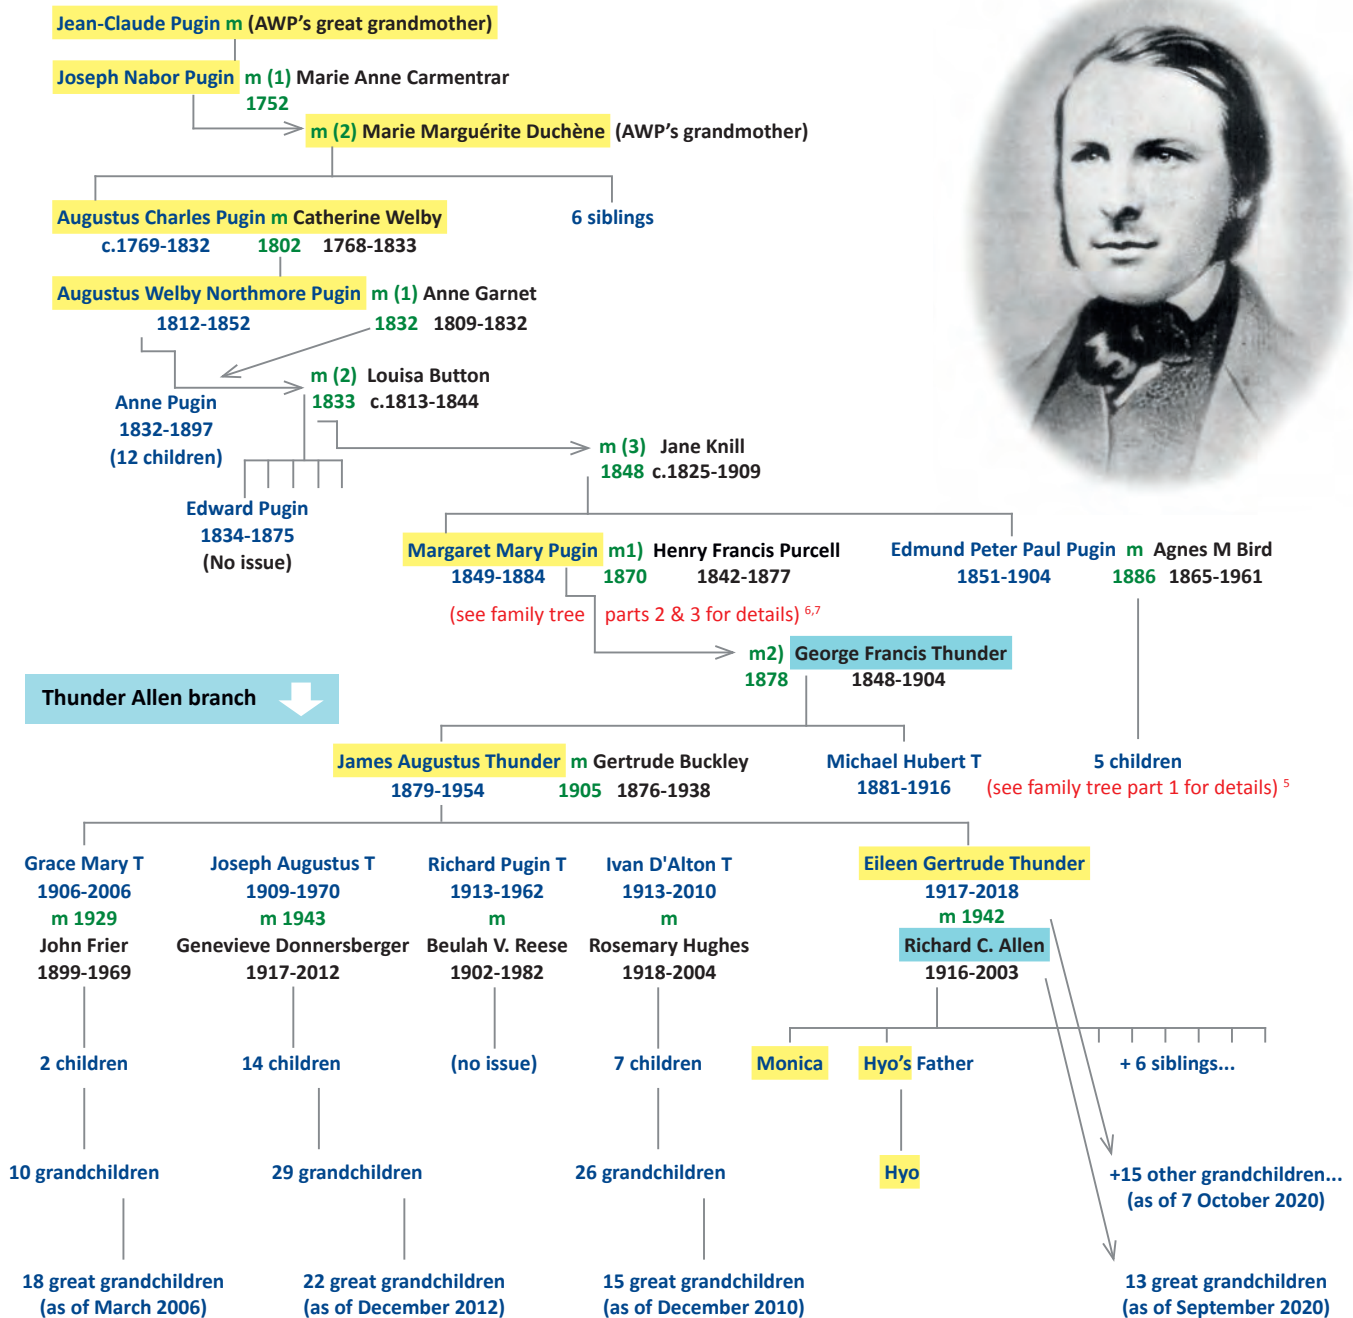 Jean-Claude Pugin m (AWP’s great grandmother)
Joseph Nabor Pugin m (1) Marie Anne Carmentrar
1752
m (2) Marie Marguérite Duchène (AWP’s grandmother)
Augustus Charles Pugin m Catherine Welby
6 siblings
c.1769-1832 1802 1768-1833
Augustus Welby Northmore Pugin m (1) Anne Garnet
1812-1852 1832 1809-1832
m (2) Louisa Button
1833 c.1813-1844
Anne Pugin
1832-1897
(12 children)
m (3) Jane Knill
1848 c.1825-1909
Edward Pugin
1834-1875
(No issue)
Margaret Mary Pugin m1) Henry Francis Purcell
1849-1884 1870 1842-1877
Edmund Peter Paul Pugin m Agnes M Bird
1851-1904 1886 1865-1961
(see family tree parts 2 & 3 for details) 6,7
m2) George Francis Thunder
1878 1848-1904
Thunder Allen branch
James Augustus Thunder m Gertrude Buckley
1879-1954 1905 1876-1938
Michael Hubert T
1881-1916
5 children
(see family tree part 1 for details) 5
Grace Mary T
1906-2006
m 1929
John Frier
1899-1969
Joseph Augustus T
1909-1970
m 1943
Genevieve Donnersberger
1917-2012
Richard Pugin T
1913-1962
m
Beulah V. Reese
1902-1982
Ivan D'Alton T
1913-2010
m
Rosemary Hughes
1918-2004
Eileen Gertrude Thunder
1917-2018
m 1942
Richard C. Allen
1916-2003
2 children
14 children
(no issue)
7 children
Monica
Hyo’s Father
+ 6 siblings...
10 grandchildren
29 grandchildren
26 grandchildren
Hyo
+15 other grandchildren...
(as of 7 October 2020)
18 great grandchildren
(as of March 2006)
22 great grandchildren
(as of December 2012)
15 great grandchildren
(as of December 2010)
13 great grandchildren
(as of September 2020)